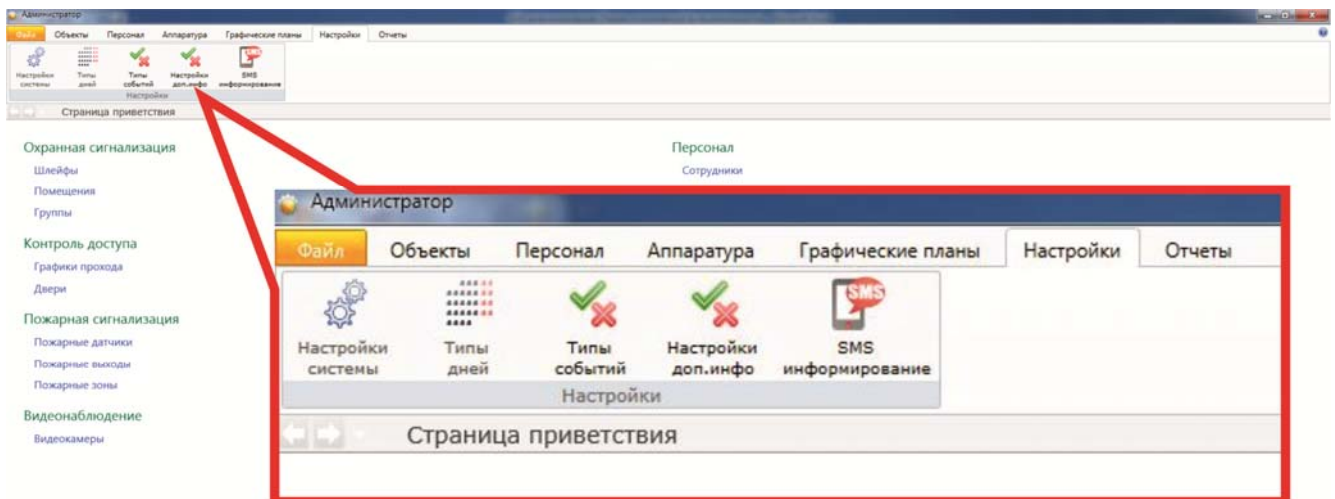 Администратор
Файл Объекты Персонал Аппаратура Графические планы Настройки Отчеты
Настройки системы
Типы дней
Типы событий
Настройки доп.инфо
SMS информирование
Настройки
Страница приветствия
Охранная сигнализация
Шлейфы
Помещения
Группы
Контроль доступа
Графики прохода
Двери
Пожарная сигнализация
Пожарные датчики
Пожарные выходы
Пожарные зоны
Видеонаблюдение
Видеокамеры
Персонал
Сотрудники
Администратор
Файл Объекты Персонал Аппаратура Графические планы Настройки Отчеты
SMS
Настройки Типы Типы Настройки SMS
системы дней событий доп.инфо информирование
Настройки
Страница приветствия